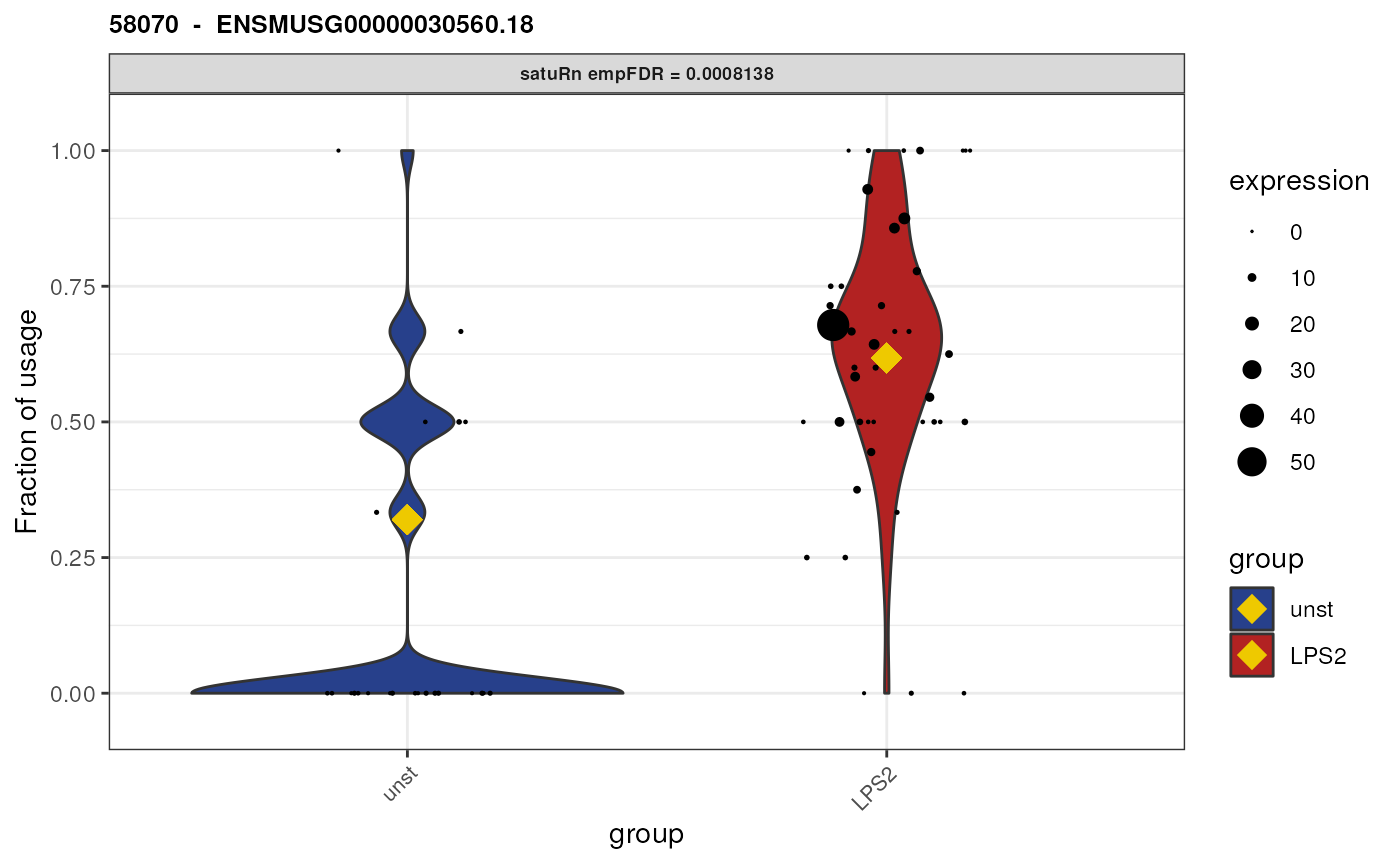 58070 - ENSMUSG00000030560.18
satuRn empFDR = 0.0008138
Fraction of usage
1.00
0.75
0.50
0.25
0.00
unst
LPS2
group
expression
0
10
20
30
40
50
group
unst
LPS2